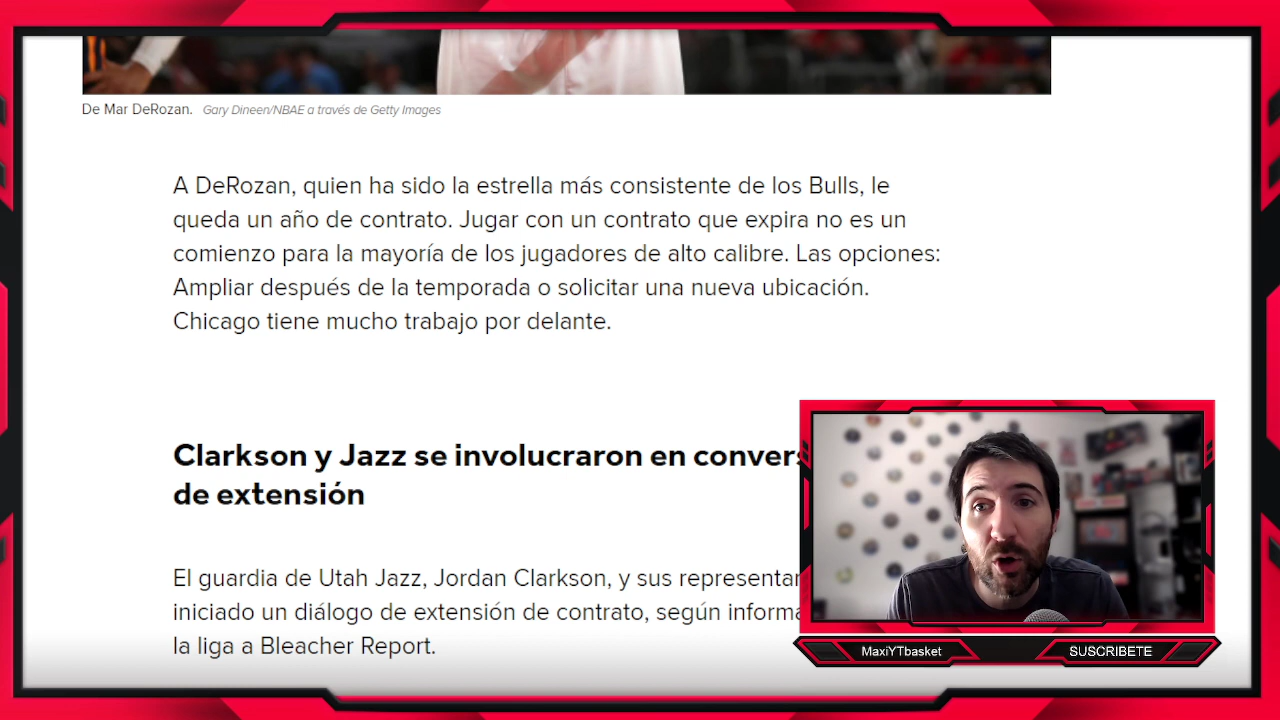 De Mar DeRozan. Gary Dineen/NBAE a través de Getty Images
A DeRozan, quien ha sido la estrella más consistente de los Bulls, le
queda un año de contrato. Jugar con un contrato que expira no es un
comienzo para la mayoría de los jugadores de alto calibre. Las opciones:
Ampliar después de la temporada o solicitar una nueva ubicación.
Chicago tiene mucho trabajo por delante.
Clarkson y Jazz se involucraron en convers
de extensión
El guardia de Utah Jazz, Jordan Clarkson, y sus representan
iniciado un diálogo de extensión de contrato, según informa
la liga a Bleacher Report.
MaxiYTbasket
SUSCRIBETE